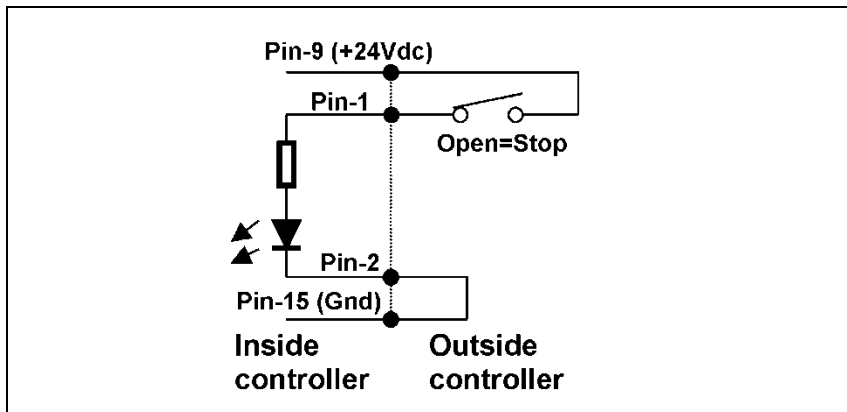 Pin-9 (+24Vdc)
Pin-1
Open=Stop
Pin-2
Pin-15 (Gnd)
Inside
controller
Outside
controller